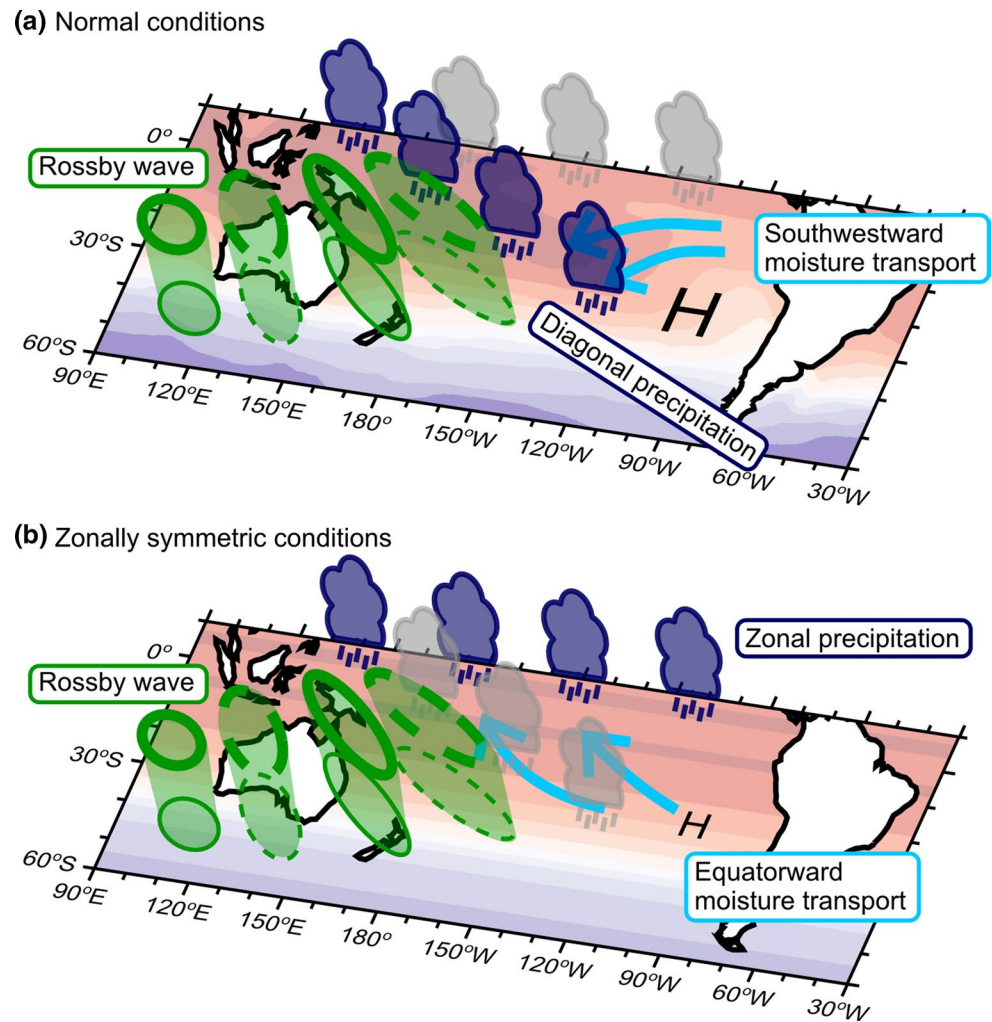 (a) Normal conditions
0°
Rossby wave
30°S
Southwestward
moisture transport
H
Diagonal precipitation
60°S
90°E
120°E
150°E
180°
150°W
120°W
90°W
60°W
30°W
(b) Zonally symmetric conditions
Zonal precipitation
0°
Rossby wave
30°S
H
60°S
Equatorward
moisture transport
90°E
120°E
150°E
180°
150°W
120°W
90°W
60°W
30°W